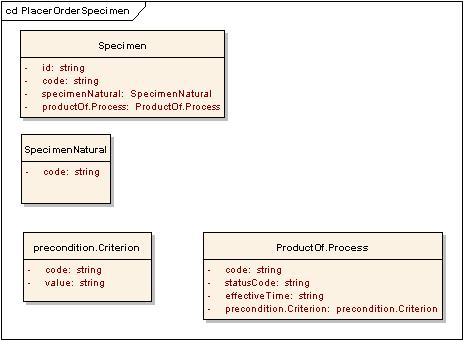 cd PlacerOrderSpecimen
Specimen
- id: string
- code: string
- specimenNatural: SpecimenNatural
- productOf.Process: ProductOf.Process
SpecimenNatural
- code: string
precondition.Criterion
- code: string
- value: string
ProductOf.Process
- code: string
- statusCode: string
- effectiveTime: string
- precondition.Criterion: precondition.Criterion